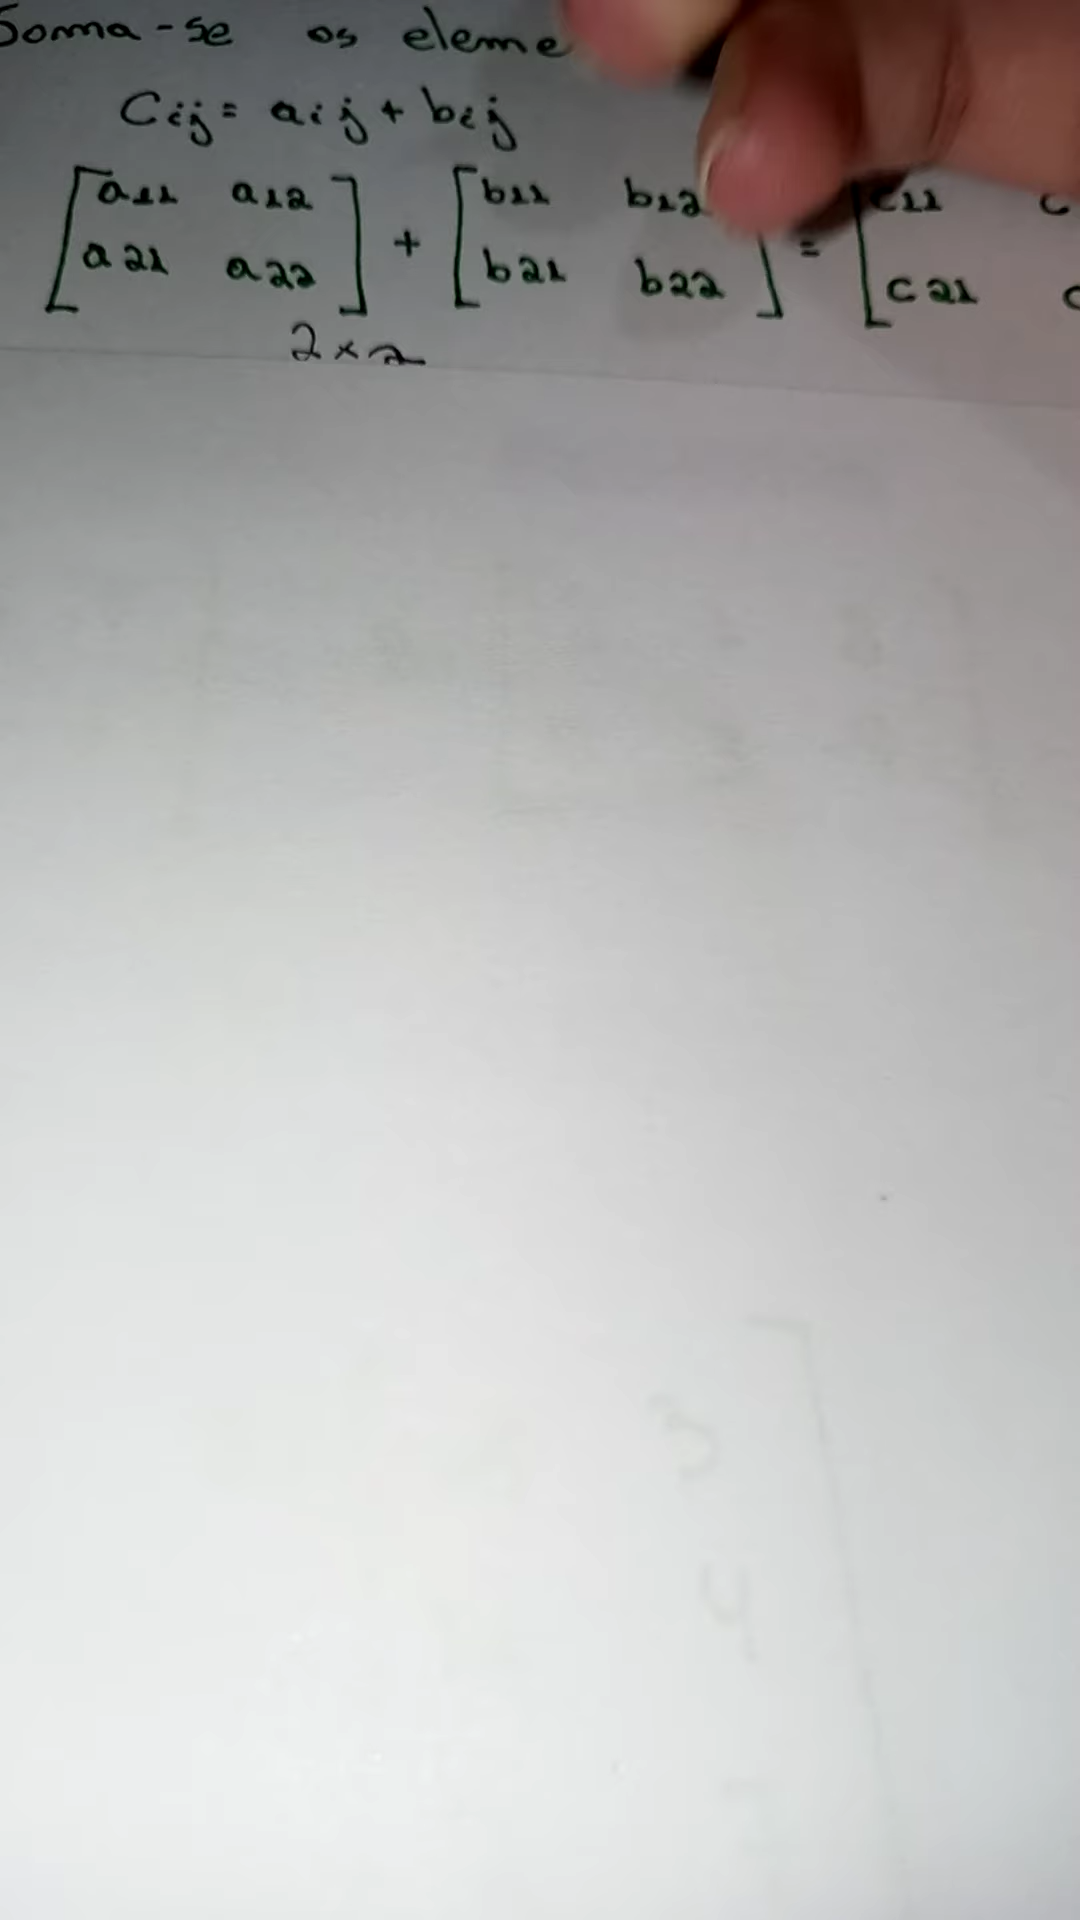 Soma-se os eleme
Cij = aij + bij
[a11 a12] + [b11 b12] = [c11 c
[a21 a22] [b21 b22] [c21 c
2x2